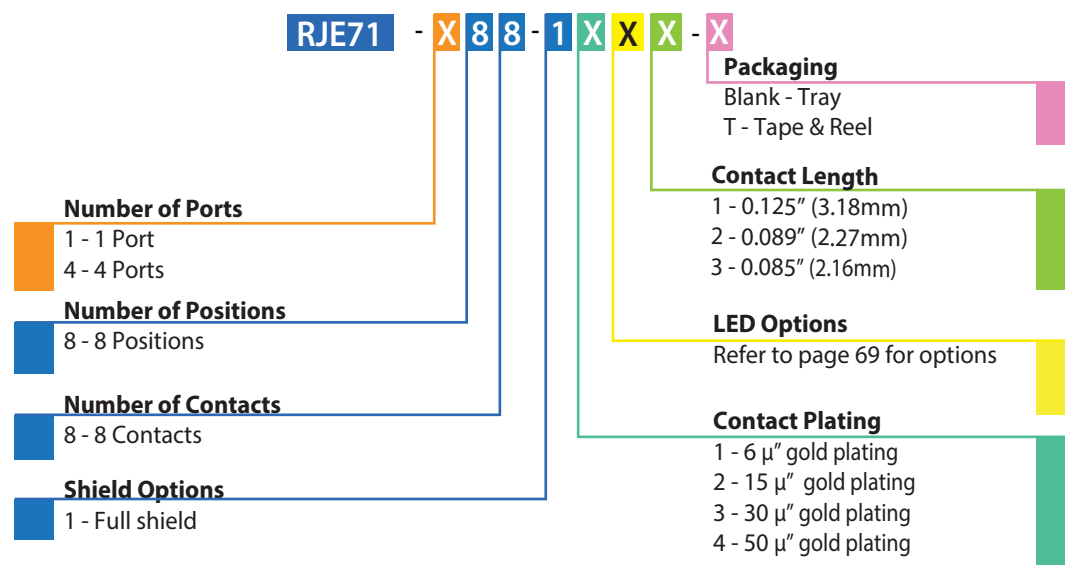 RJE71 - X 8 8 - 1 X X X - X
Packaging
Blank - Tray
T - Tape & Reel
Contact Length
1 - 0.125” (3.18mm)
2 - 0.089” (2.27mm)
3 - 0.085” (2.16mm)
LED Options
Refer to page 69 for options
Contact Plating
1 - 6 µ” gold plating
2 - 15 µ” gold plating
3 - 30 µ” gold plating
4 - 50 µ” gold plating
Number of Ports
1 - 1 Port
4 - 4 Ports
Number of Positions
8 - 8 Positions
Number of Contacts
8 - 8 Contacts
Shield Options
1 - Full shield